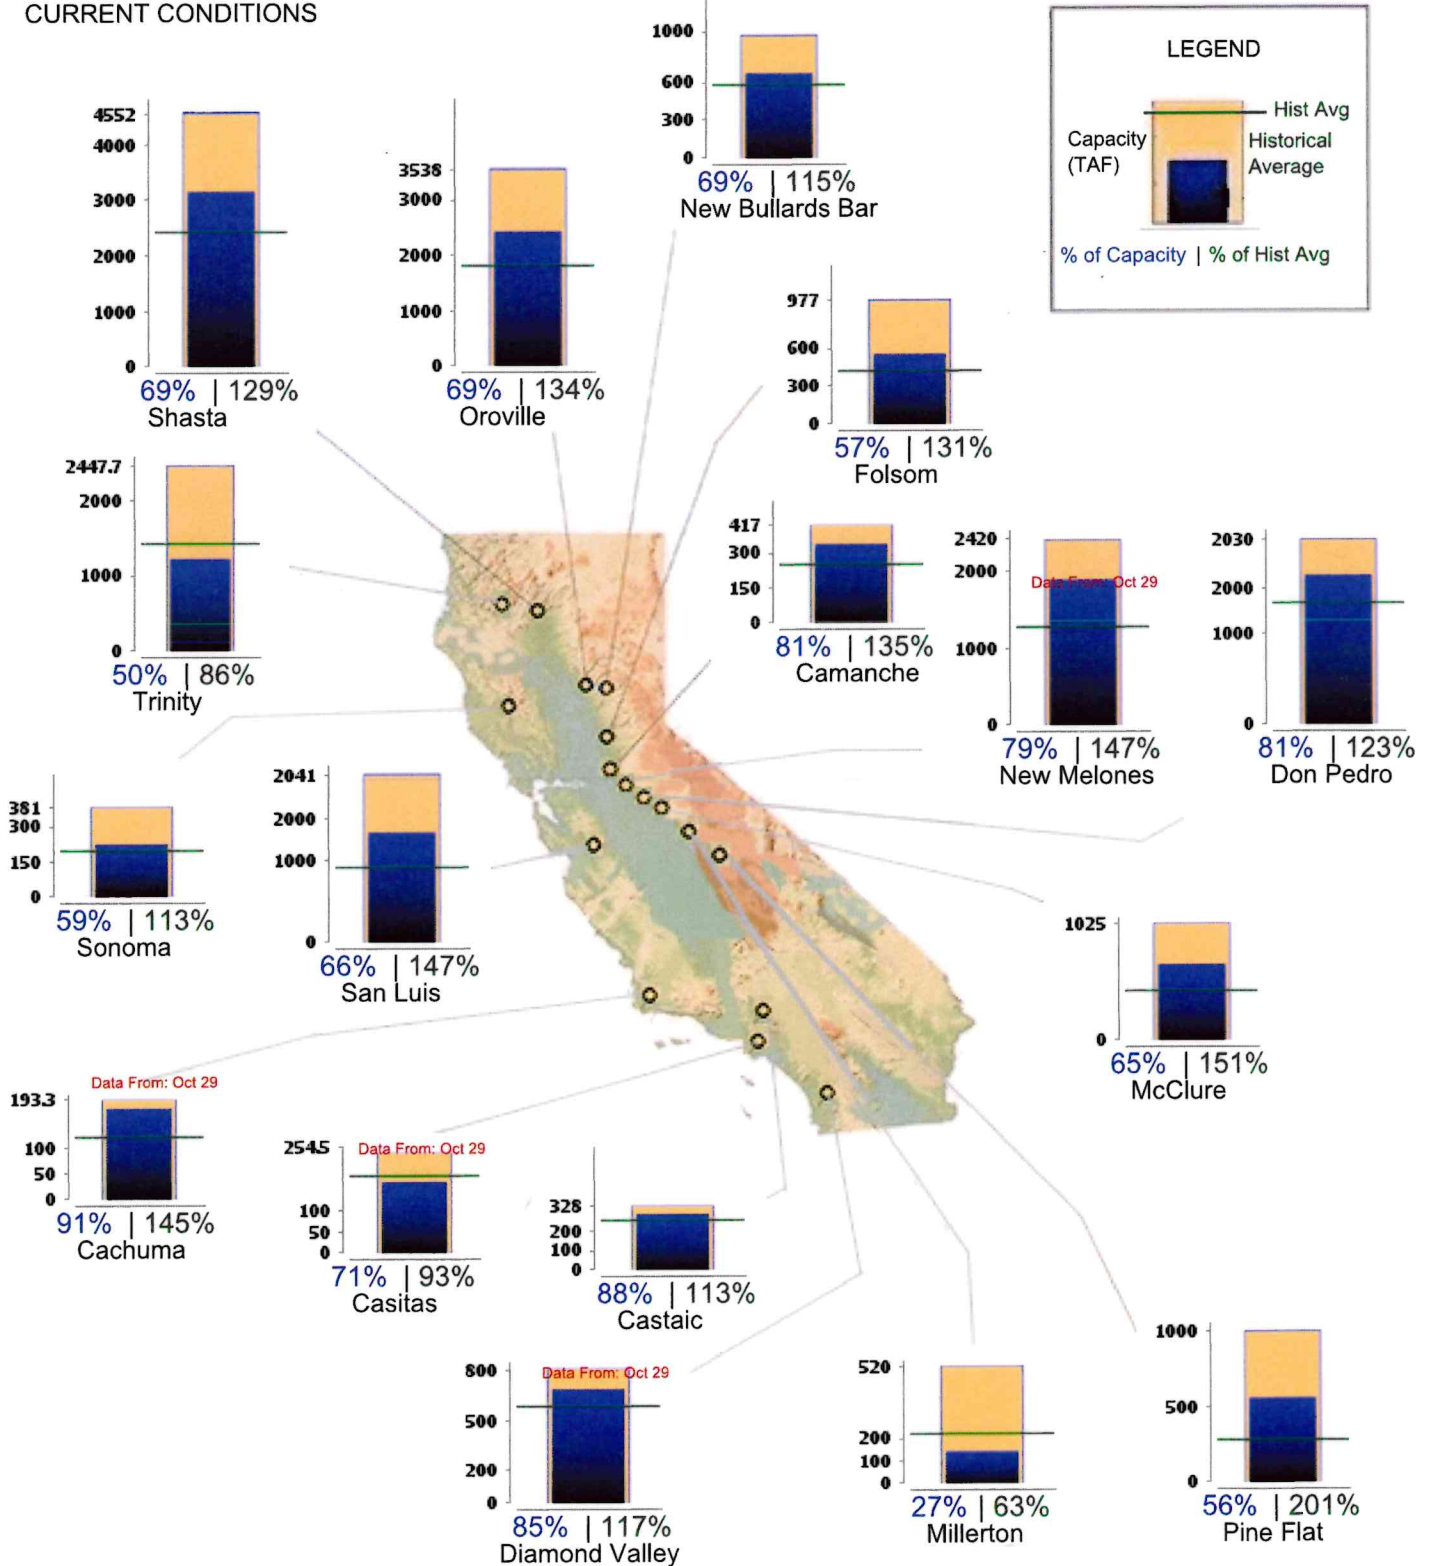 CURRENT CONDITIONS
LEGEND
Hist Avg
Capacity
(TAF)
Historical
Average
% of Capacity | % of Hist Avg
1000
600
300
0
69% | 115%
New Bullards Bar
4552
4000
3000
2000
1000
0
69% | 129%
Shasta
3538
3000
2000
1000
0
69% | 134%
Oroville
977
600
300
0
57% | 131%
Folsom
2447.7
2000
1000
0
50% | 86%
Trinity
417
300
150
0
81% | 135%
Camanche
2420
2000
1000
0
Data From: Oct 29
79% | 147%
New Melones
2030
2000
1000
0
81% | 123%
Don Pedro
381
300
150
0
59% | 113%
Sonoma
2041
2000
1000
0
66% | 147%
San Luis
1025
0
65% | 151%
McClure
Data From: Oct 29
193.3
100
50
0
91% | 145%
Cachuma
254.5
100
50
0
Data From: Oct 29
71% | 93%
Casitas
328
200
100
0
88% | 113%
Castaic
800
500
200
0
Data From: Oct 29
85% | 117%
Diamond Valley
520
200
100
0
27% | 63%
Millerton
1000
500
0
56% | 201%
Pine Flat